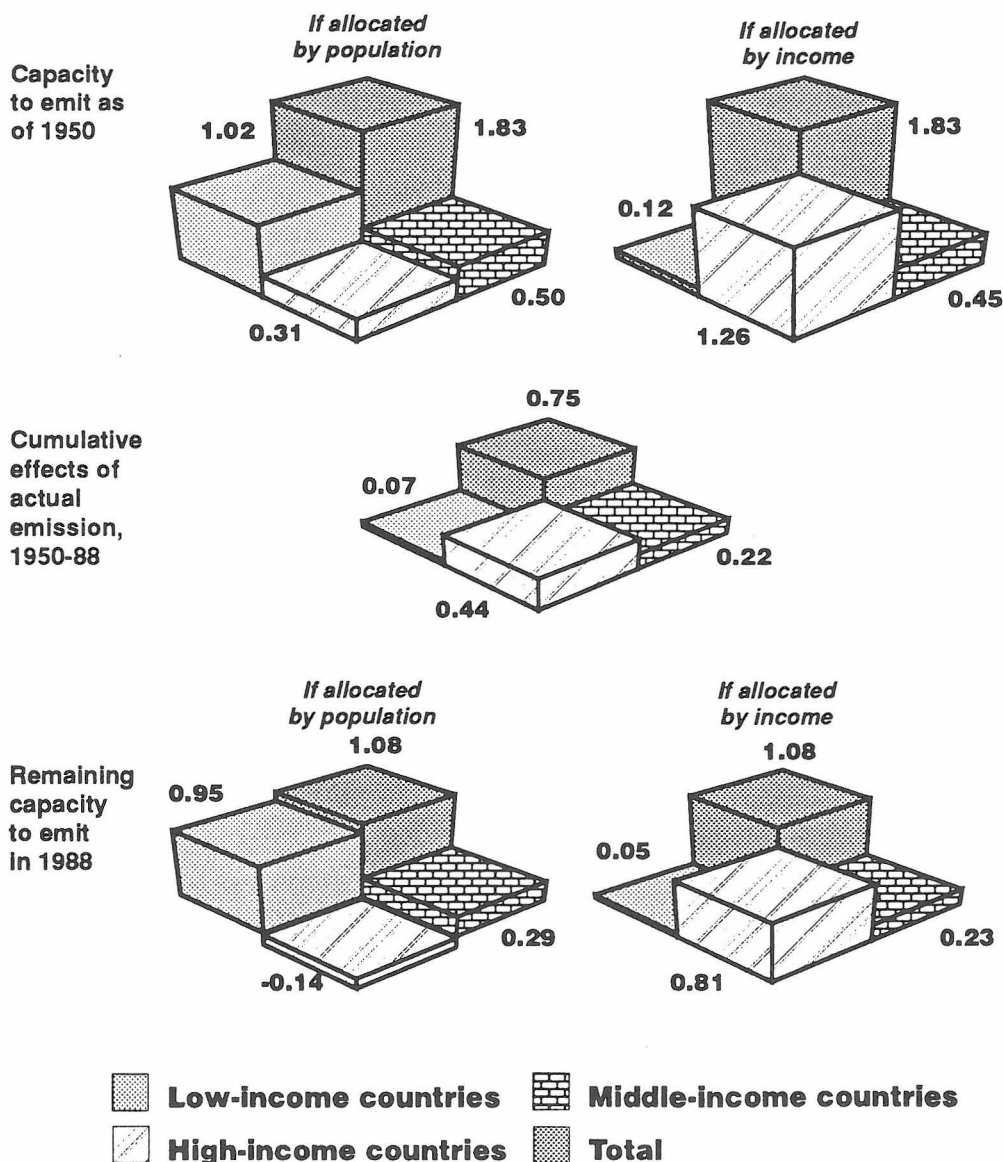 If allocated
by population
If allocated
by income
Capacity
to emit as
of 1950
1.02
1.83
0.31
0.50
1.83
0.12
1.26
0.45
Cumulative
effects of
actual
emission,
1950-88
0.75
0.07
0.44
0.22
If allocated
by population
If allocated
by income
Remaining
capacity
to emit
in 1988
1.08
0.95
-0.14
0.29
1.08
0.05
0.81
0.23
Low-income countries
Middle-income countries
High-income countries
Total